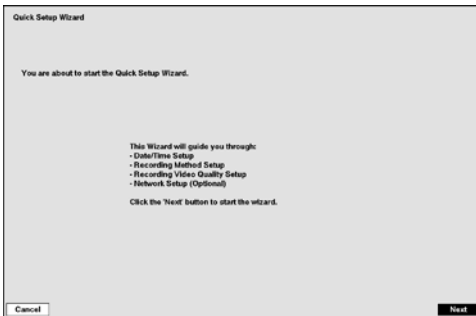 Quick Setup Wizard
You are about to start the Quick Setup Wizard.
This Wizard will guide you through:
- Date/Time Setup
- Recording Method Setup
- Recording Video Quality Setup
- Network Setup (Optional)
Click the 'Next' button to start the wizard.
Cancel
Next